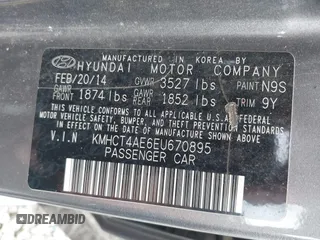 MANUFACTURED IN KOREA BY
HYUNDAI MOTOR COMPANY
FEB/20/14 GVWR 3527 lbs PAINT N9S
GAWR FRONT 1874 lbs GAWR REAR 1852 lbs TRIM 9Y
THIS VEHICLE CONFORMS TO ALL APPLICABLE
U.S. FEDERAL MOTOR VEHICLE SAFETY, BUMPER,
AND THEFT PREVENTION STANDARDS IN EFFECT
ON THE DATE OF MANUFACTURE SHOWN ABOVE.
V.I.N KMHCT4AE6EU670895
PASSENGER CAR
DREAMBID